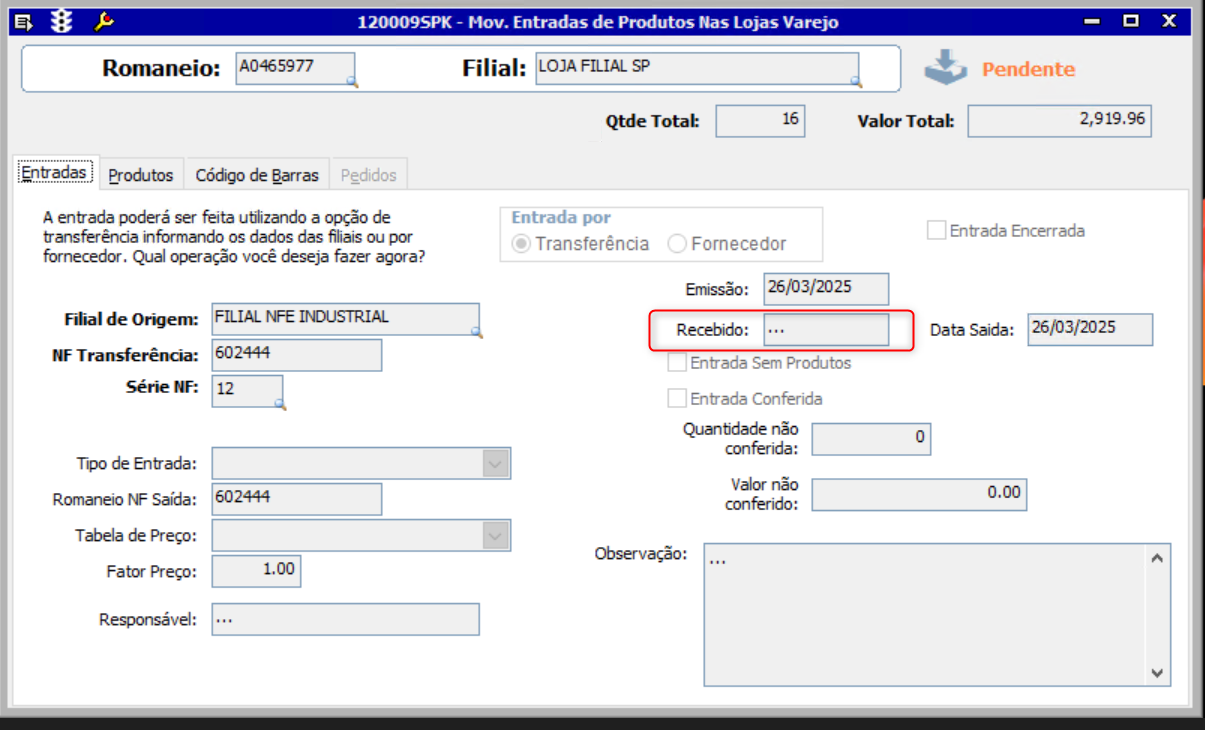 120009SPK - Mov. Entradas de Produtos Nas Lojas Varejo
Romaneio: A0465977 Filial: LOJA FILIAL SP Pendente
Qtde Total: 16 Valor Total: 2,919.96
Entradas Produtos Código de Barras Pedidos
A entrada poderá ser feita utilizando a opção de
transferência informando os dados das filiais ou por
fornecedor. Qual operação você deseja fazer agora?
Entrada por
Transferência Fornecedor
Entrada Encerrada
Emissão: 26/03/2025
Filial de Origem: FILIAL NFE INDUSTRIAL
Recebido: ... Data Saida: 26/03/2025
NF Transferência: 602444
Entrada Sem Produtos
Série NF: 12
Entrada Conferida
Quantidade não
conferida: 0
Tipo de Entrada:
Valor não
conferido: 0.00
Romaneio NF Saída: 602444
Tabela de Preço:
Observação: ...
Fator Preço: 1.00
Responsável: ...